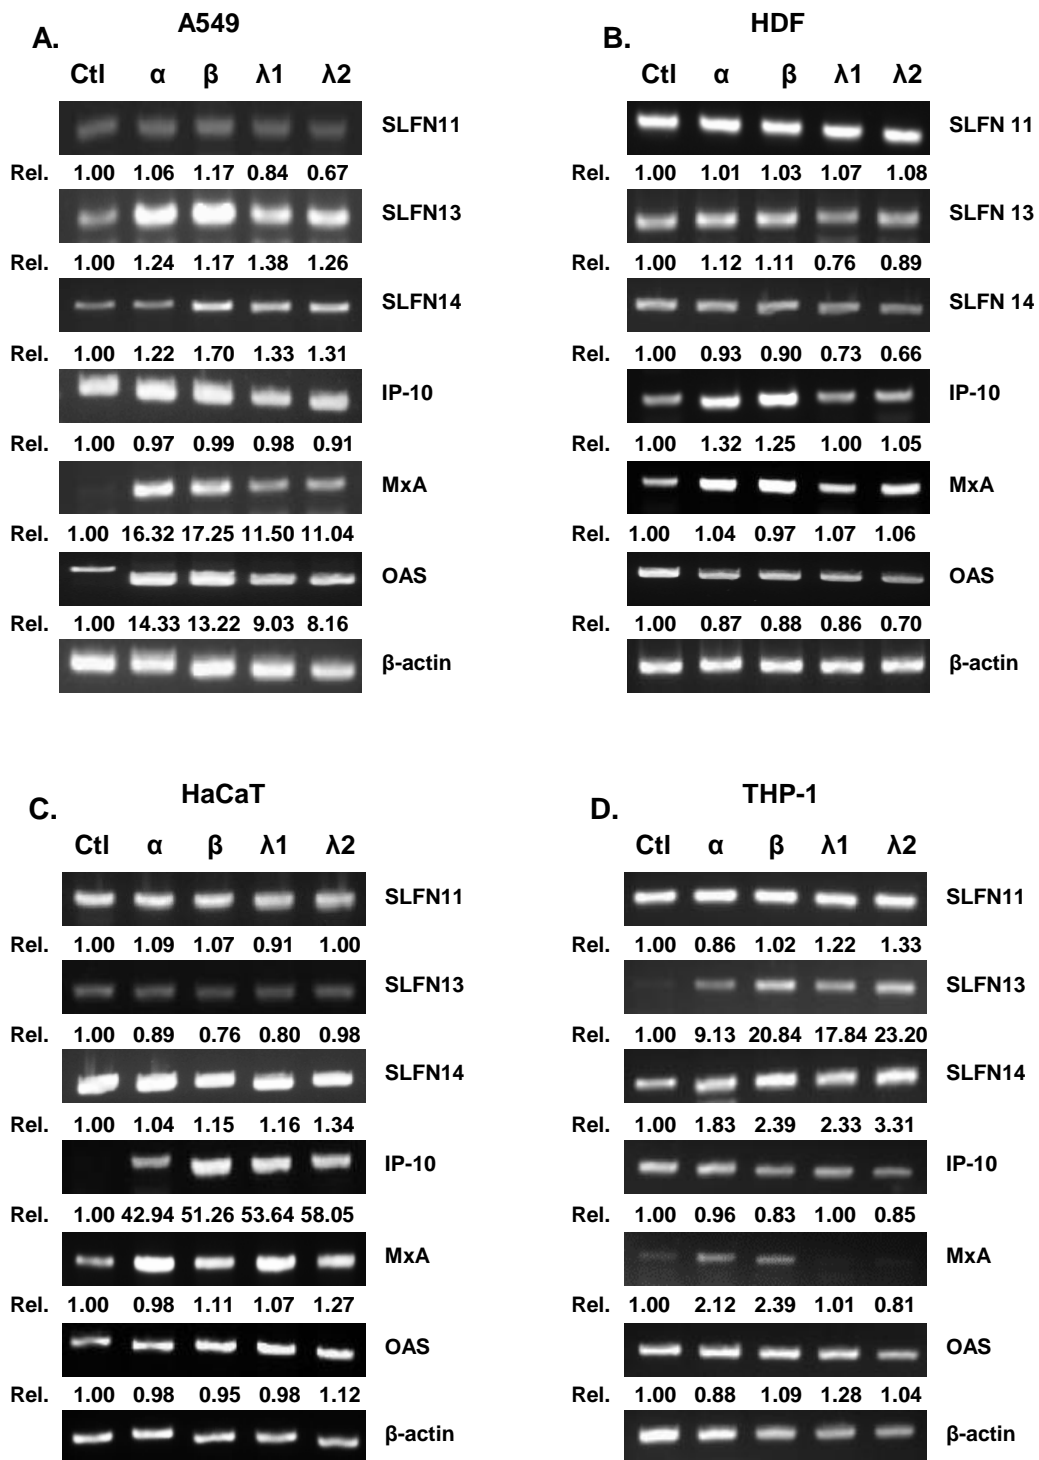 A.
A549
Ctl α β λ1 λ2
SLFN11
Rel. 1.00 1.06 1.17 0.84 0.67
SLFN13
Rel. 1.00 1.24 1.17 1.38 1.26
SLFN14
Rel. 1.00 1.22 1.70 1.33 1.31
IP-10
Rel. 1.00 0.97 0.99 0.98 0.91
MxA
Rel. 1.00 16.32 17.25 11.50 11.04
OAS
Rel. 1.00 14.33 13.22 9.03 8.16
β-actin
B.
HDF
Ctl α β λ1 λ2
SLFN 11
Rel. 1.00 1.01 1.03 1.07 1.08
SLFN 13
Rel. 1.00 1.12 1.11 0.76 0.89
SLFN 14
Rel. 1.00 0.93 0.90 0.73 0.66
IP-10
Rel. 1.00 1.32 1.25 1.00 1.05
MxA
Rel. 1.00 1.04 0.97 1.07 1.06
OAS
Rel. 1.00 0.87 0.88 0.86 0.70
β-actin
C.
HaCaT
Ctl α β λ1 λ2
SLFN11
Rel. 1.00 1.09 1.07 0.91 1.00
SLFN13
Rel. 1.00 0.89 0.76 0.80 0.98
SLFN14
Rel. 1.00 1.04 1.15 1.16 1.34
IP-10
Rel. 1.00 42.94 51.26 53.64 58.05
MxA
Rel. 1.00 0.98 1.11 1.07 1.27
OAS
Rel. 1.00 0.98 0.95 0.98 1.12
β-actin
D.
THP-1
Ctl α β λ1 λ2
SLFN11
Rel. 1.00 0.86 1.02 1.22 1.33
SLFN13
Rel. 1.00 9.13 20.84 17.84 23.20
SLFN14
Rel. 1.00 1.83 2.39 2.33 3.31
IP-10
Rel. 1.00 0.96 0.83 1.00 0.85
MxA
Rel. 1.00 2.12 2.39 1.01 0.81
OAS
Rel. 1.00 0.88 1.09 1.28 1.04
β-actin